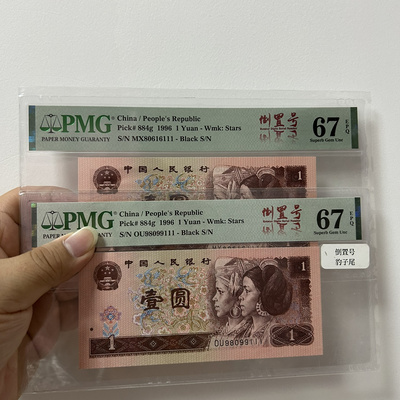 PMG
PAPER MONEY GUARANTY
China / People's Republic
Pick# 884g 1996 1 Yuan - Wmk: Stars
S/N MX80616111 - Black S/N
倒置号
67 EPQ
Superb Gem Unc
中国人民银行
1
PMG
PAPER MONEY GUARANTY
China / People's Republic
Pick# 884g 1996 1 Yuan - Wmk: Stars
S/N OU98099111 - Black S/N
倒置号
67 EPQ
Superb Gem Unc
倒置号
豹子尾
中国人民银行
1
壹圆
1
OU98099111